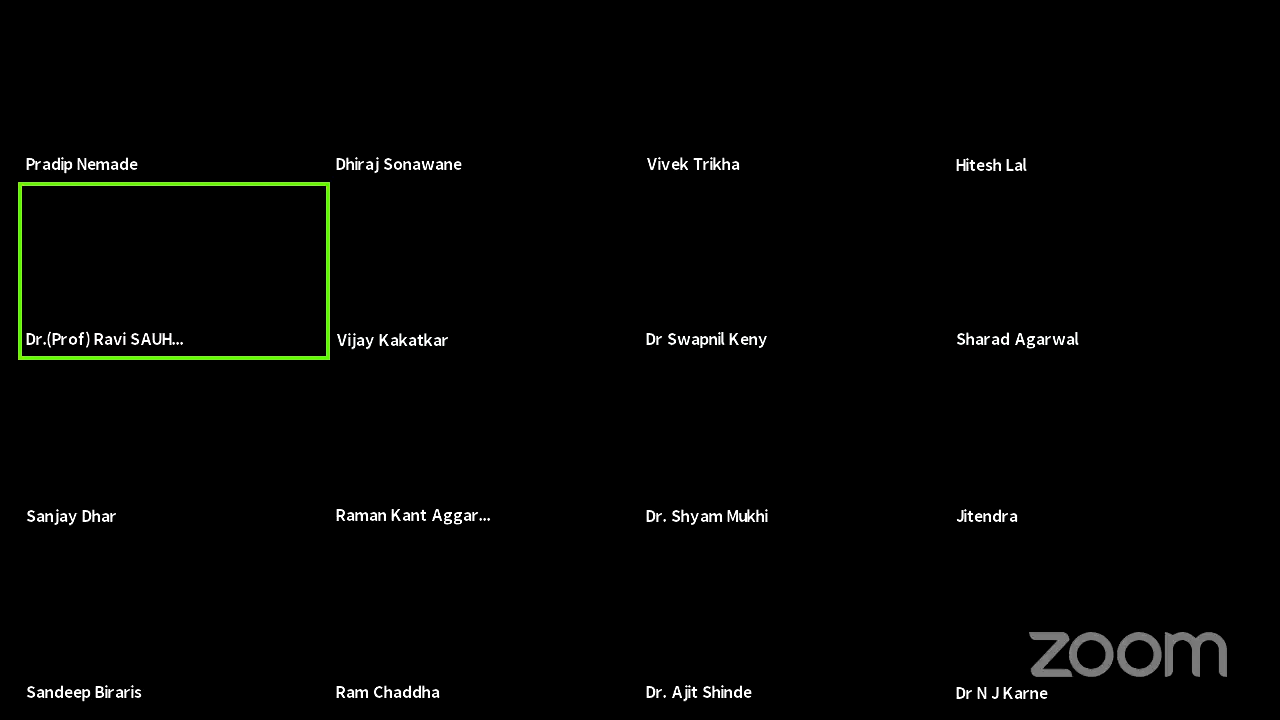 Pradip Nemade
Dhiraj Sonawane
Vivek Trikha
Hitesh Lal
Dr.(Prof) Ravi SAUH...
Vijay Kakatkar
Dr Swapnil Keny
Sharad Agarwal
Sanjay Dhar
Raman Kant Aggar...
Dr. Shyam Mukhi
Jitendra
Sandeep Biraris
Ram Chaddha
Dr. Ajit Shinde
Dr N J Karne
zoom